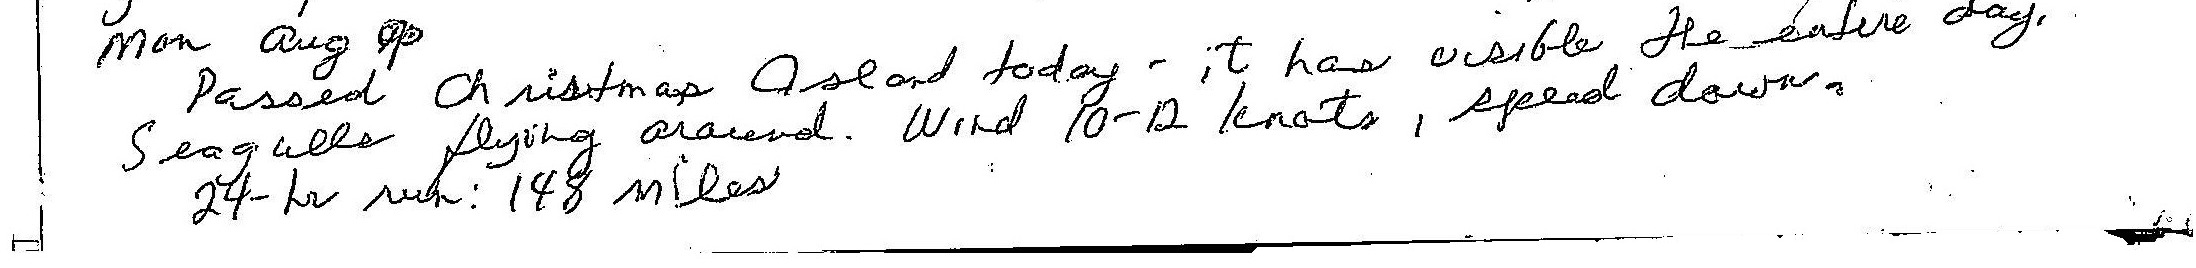 Mon Aug
Passed Christmas Island today - it has visible the entire day.
Seagulls flying around. Wind 10-12 knots, speed down.
24-hr run: 148 miles